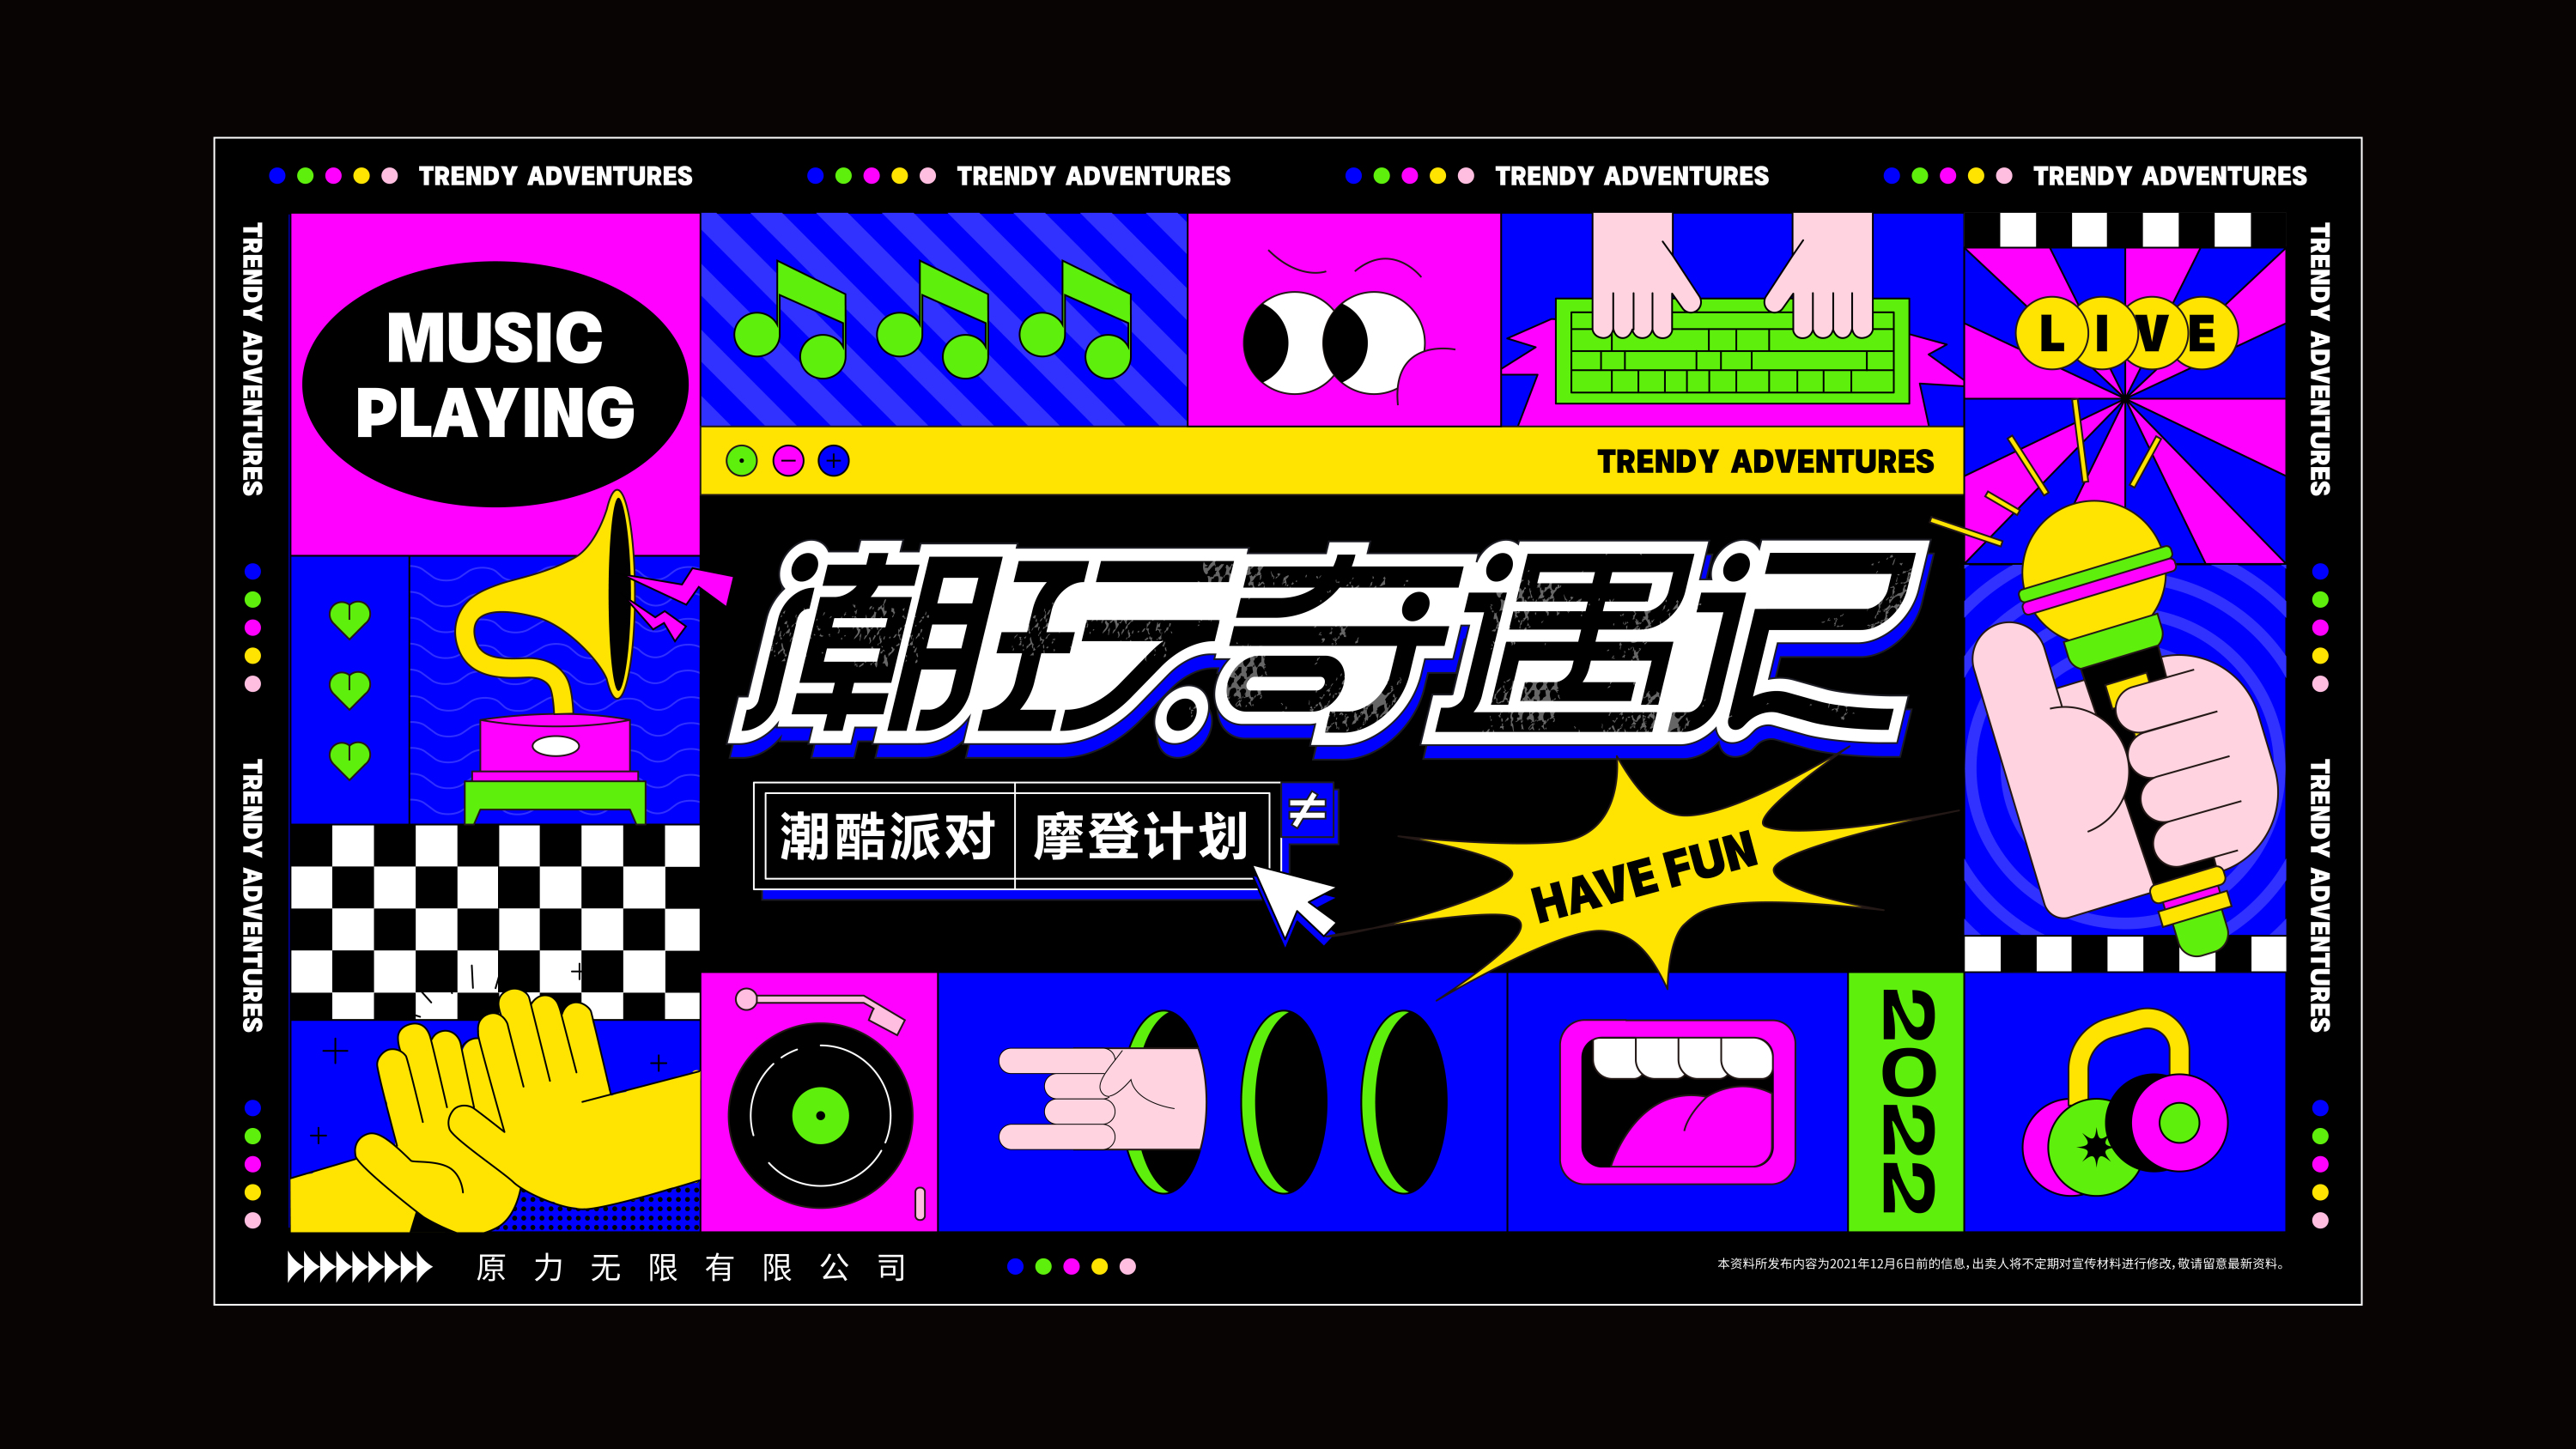 TRENDY ADVENTURES
TRENDY ADVENTURES
TRENDY ADVENTURES
TRENDY ADVENTURES
TRENDY ADVENTURES
TRENDY ADVENTURES
MUSIC
PLAYING
LIVE
TRENDY ADVENTURES
潮玩奇遇记
潮酷派对
摩登计划
≠
HAVE FUN
TRENDY ADVENTURES
TRENDY ADVENTURES
2022
原力无限有限公司
本资料所发布内容为2021年12月6日前的信息，出卖人将不定期对宣传材料进行修改，敬请留意最新资料。